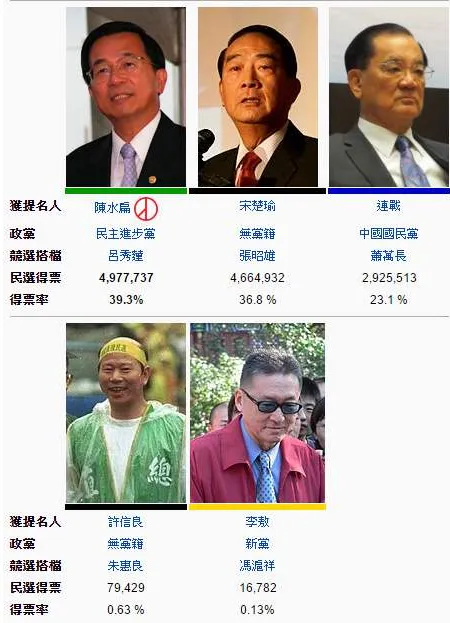 獲提名人 陳水扁 宋楚瑜 連戰
政黨 民主進步黨 無黨籍 中國國民黨
競選搭檔 呂秀蓮 張昭雄 蕭萬長
民選得票 4,977,737 4,664,932 2,925,513
得票率 39.3% 36.8 % 23.1 %
總
獲提名人 許信良 李敖
政黨 無黨籍 新黨
競選搭檔 朱惠良 馮滬祥
民選得票 79,429 16,782
得票率 0.63 % 0.13%